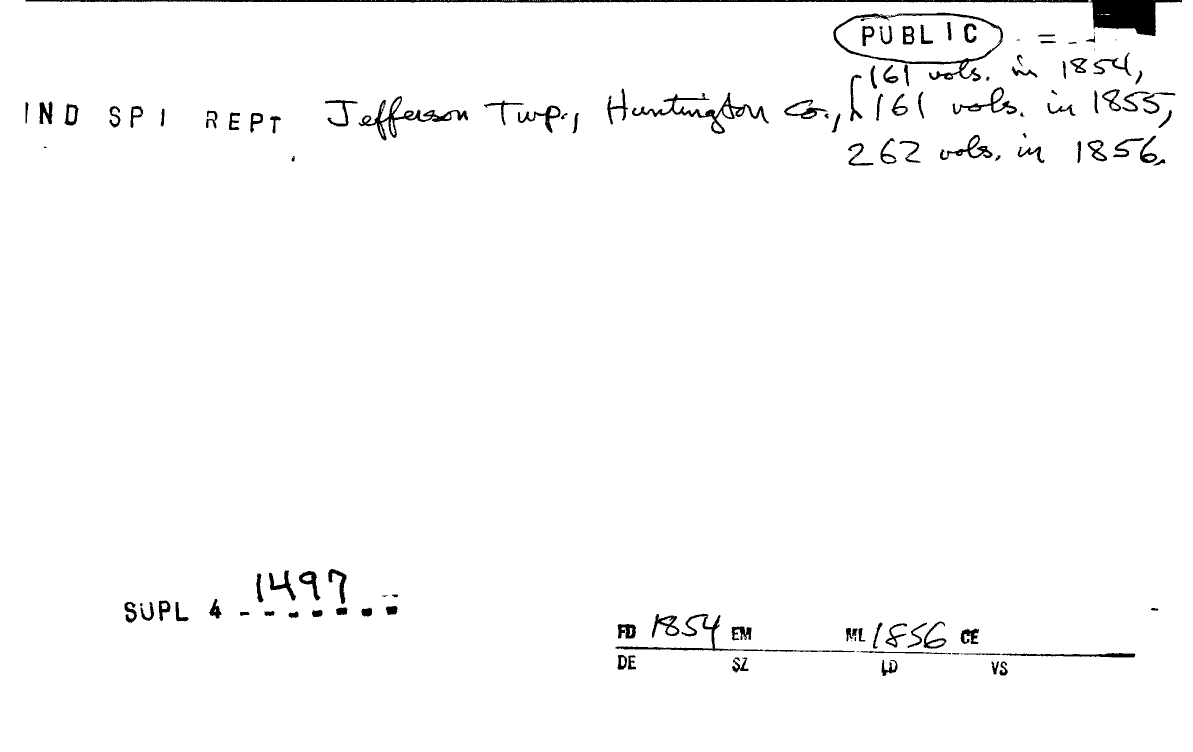 PUBLIC
161 vols. in 1854,
IND SPI REPT Jefferson Twp., Huntington Co., 161 vols. in 1855,
262 vols. in 1856.
1497
SUPL 4
FD 1854 EM ML 1856 CE
DE SZ LD VS